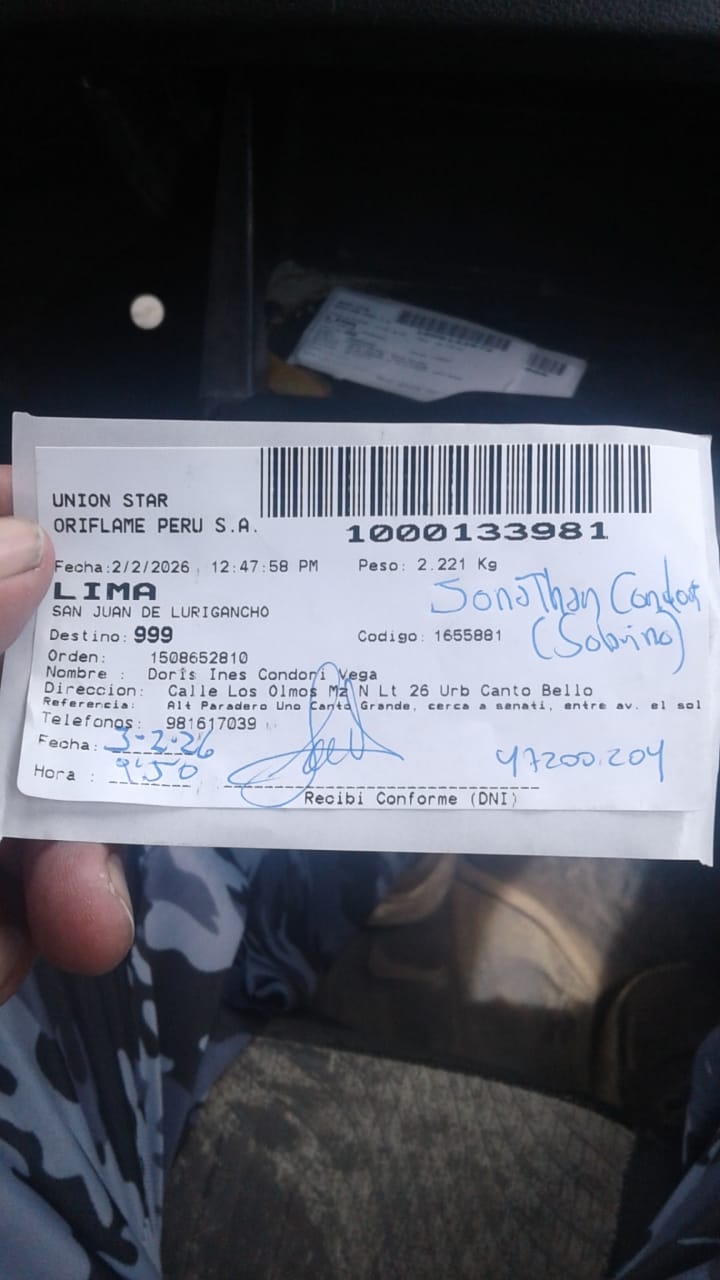 UNION STAR
ORIFLAME PERU S.A.
1000133981
Fecha:2/2/2026 12:47:58 PM Peso: 2.221 Kg
LIMA
SAN JUAN DE LURIGANCHO
Jonathan Condori
(Sobrino)
Destino: 999 Codigo: 1655881
Orden: 1508652810
Nombre : Doris Ines Condori Vega
Direccion: Calle Los Olmos Mz N Lt 26 Urb Canto Bello
Referencia: Alt Paradero Uno Canto Grande, cerca a senati, entre av. el sol
Telefonos: 981617039
Fecha: 3-2-26
Hora : 9:50 47200204
Recibi Conforme (DNI)